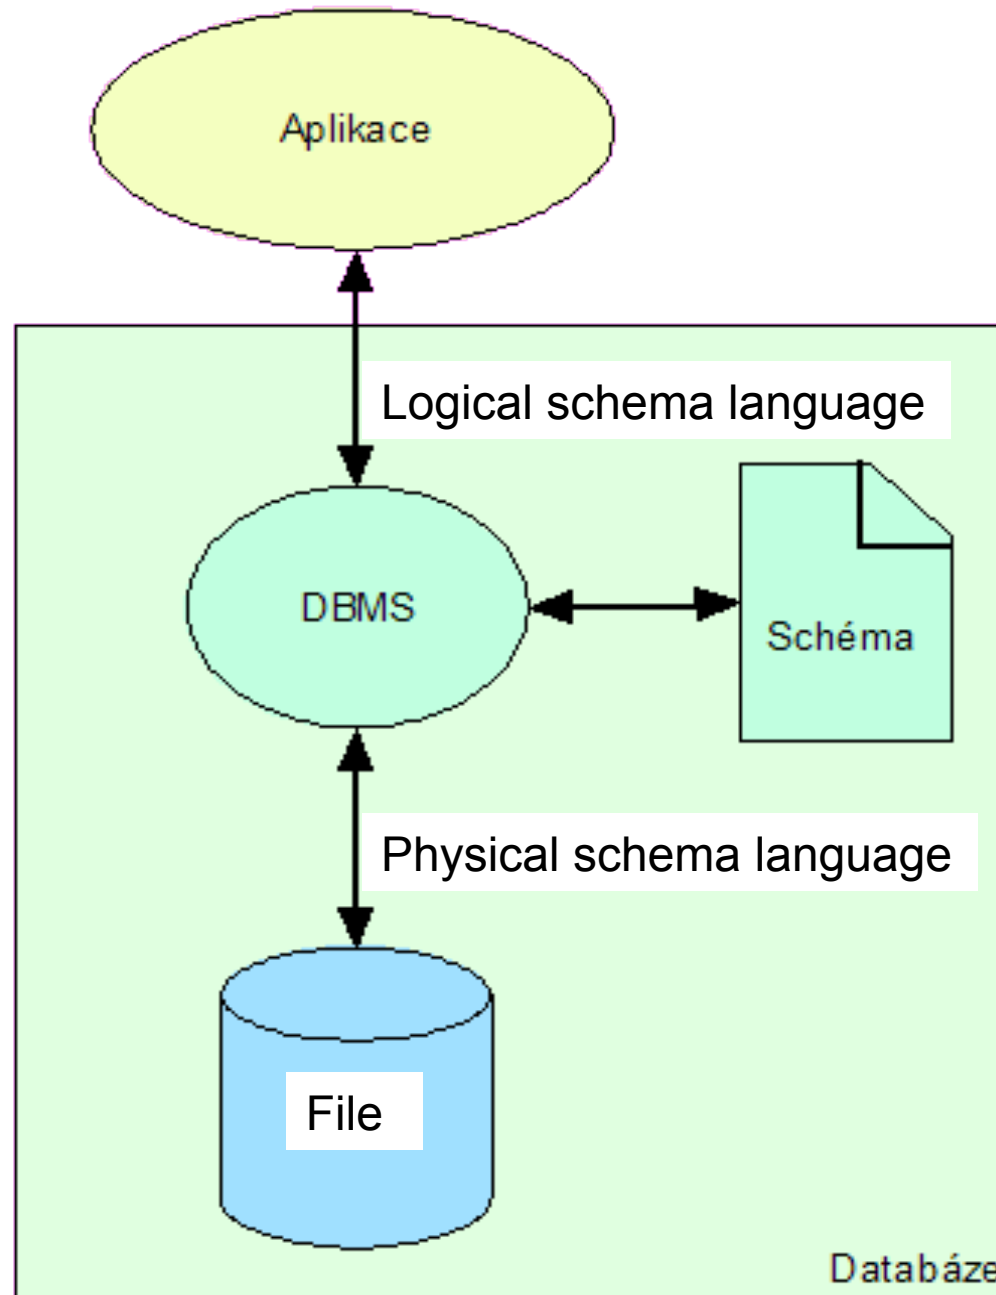 Aplikace
Logical schema language
DBMS
Schéma
Physical schema language
File
Databáze